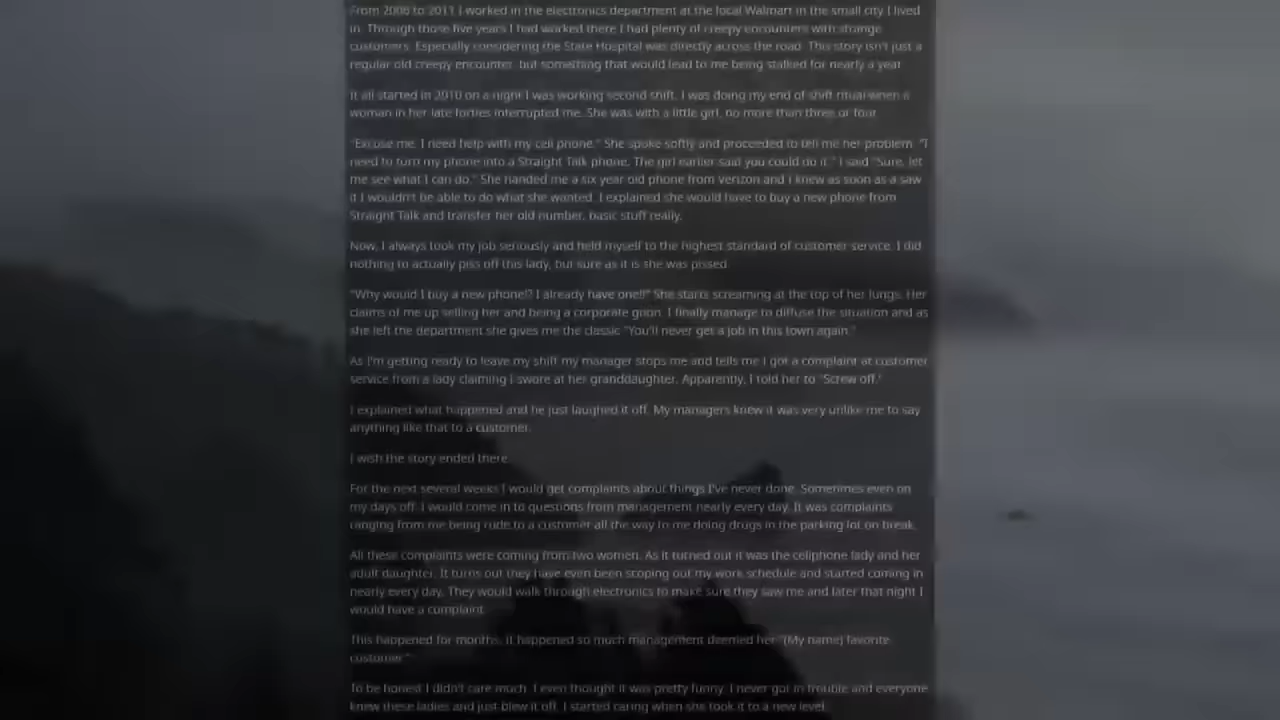 From 2006 to 2011 I worked in the electronics department at the local Walmart in the small city I lived
in. Through those five years I had worked there I had plenty of creepy encounters with strange
customers. Especially considering the State Hospital was directly across the road. This story isn't just a
regular old creepy encounter, but something that would lead to me being stalked for nearly a year.
It all started in 2010 on a night I was working second shift. I was doing my end of shift ritual when a
woman in her late forties interrupted me. She was with a little girl, no more than three or four.
"Excuse me, I need help with my cell phone." She spoke softly and proceeded to tell me her problem. "I
need to turn my phone into a Straight Talk phone. The girl earlier said you could do it." I said "Sure, let
me see what I can do." She handed me a six year old phone from verizon and I knew as soon as a saw
it I wouldn't be able to do what she wanted. I explained she would have to buy a new phone from
Straight Talk and transfer her old number, basic stuff really.
Now, I always took my job seriously and held myself to the highest standard of customer service. I did
nothing to actually piss off this lady, but sure as it is she was pissed.
"Why would I buy a new phone!? I already have one!!" She starts screaming at the top of her lungs. Her
claims of me up selling her and being a corporate goon. I finally manage to diffuse the situation and as
she left the department she gives me the classic "You'll never get a job in this town again."
As I'm getting ready to leave my shift my manager stops me and tells me I got a complaint at customer
service from a lady claiming I swore at her granddaughter. Apparently, I told her to "Screw off."
I explained what happened and he just laughed it off. My managers knew it was very unlike me to say
anything like that to a customer.
I wish the story ended there.
For the next several weeks I would get complaints about things I've never done. Sometimes even on
my days off. I would come in to questions from management nearly every day. It was complaints
ranging from me being rude to a customer all the way to me doing drugs in the parking lot on break.
All these complaints were coming from two women. As it turned out it was the cellphone lady and her
adult daughter. It turns out they have even been scoping out my work schedule and started coming in
nearly every day. They would walk through electronics to make sure they saw me and later that night I
would have a complaint.
This happened for months. It happened so much management deemed her "(My name) favorite
customer."
To be honest I didn't care much. I even thought it was pretty funny. I never got in trouble and everyone
knew these ladies and just blew it off. I started caring when she took it to a new level.